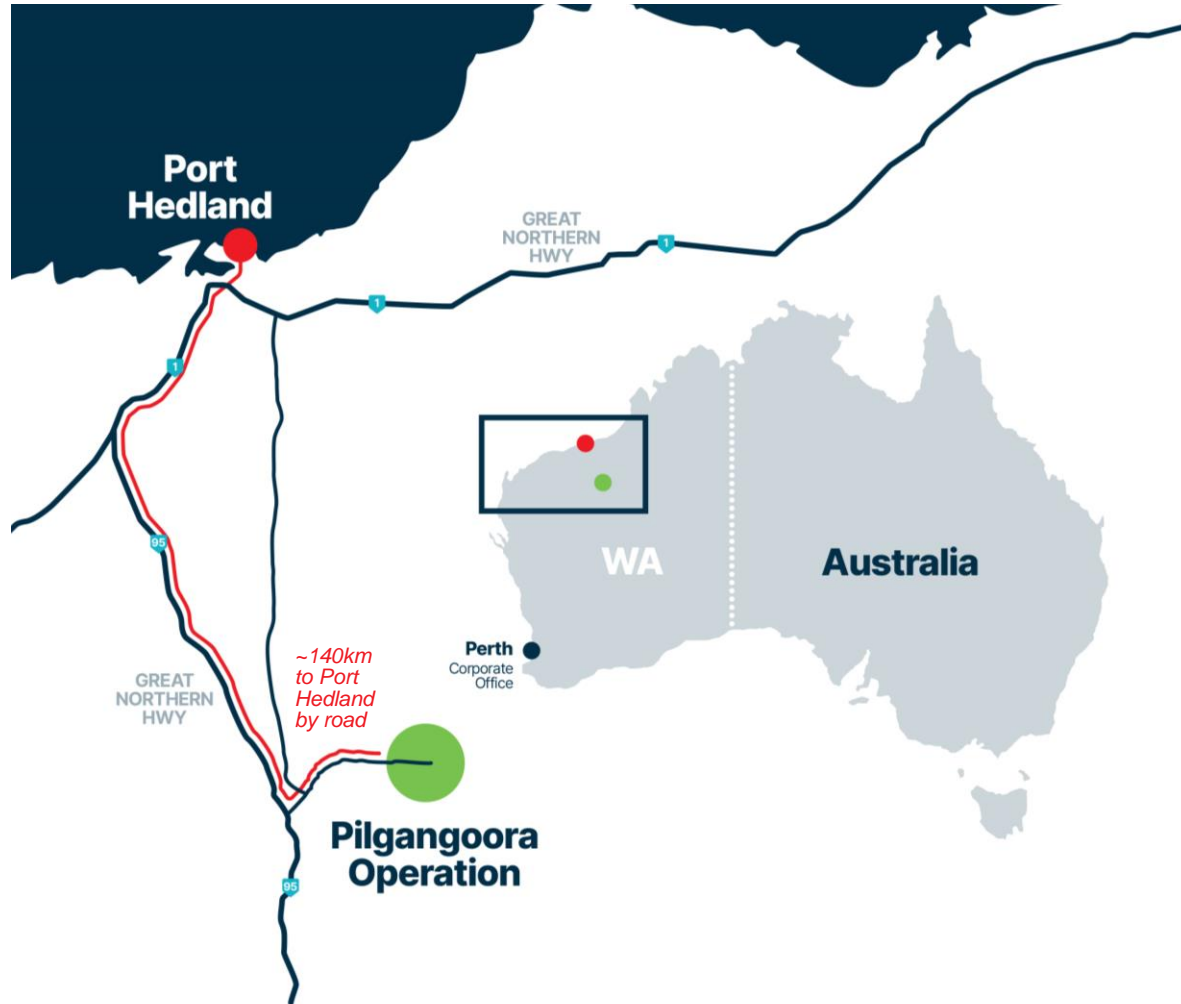 Port
Hedland
GREAT
NORTHERN
HWY
1
1
1
95
WA
Australia
Perth
Corporate
Office
~140km
to Port
Hedland
by road
GREAT
NORTHERN
HWY
Pilgangoora
Operation
95